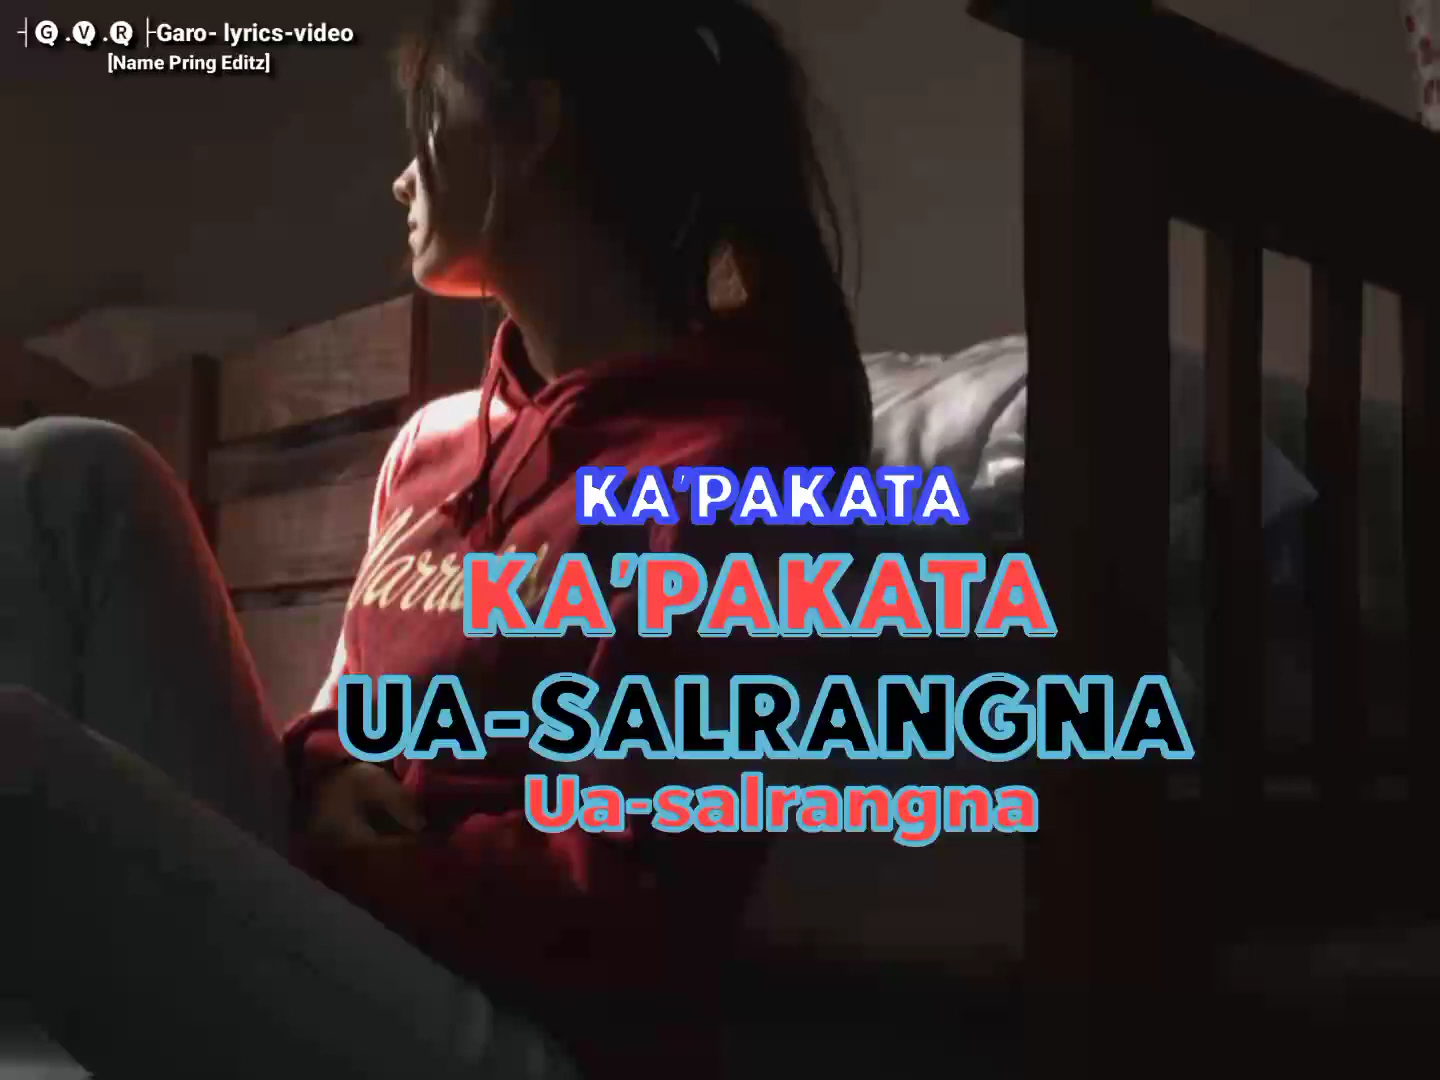 ┤🅖.🅥.🅡├Garo- lyrics-video
[Name Pring Editz]
KA'PAKATA
KA'PAKATA
UA-SALRANGNA
Ua-salrangna